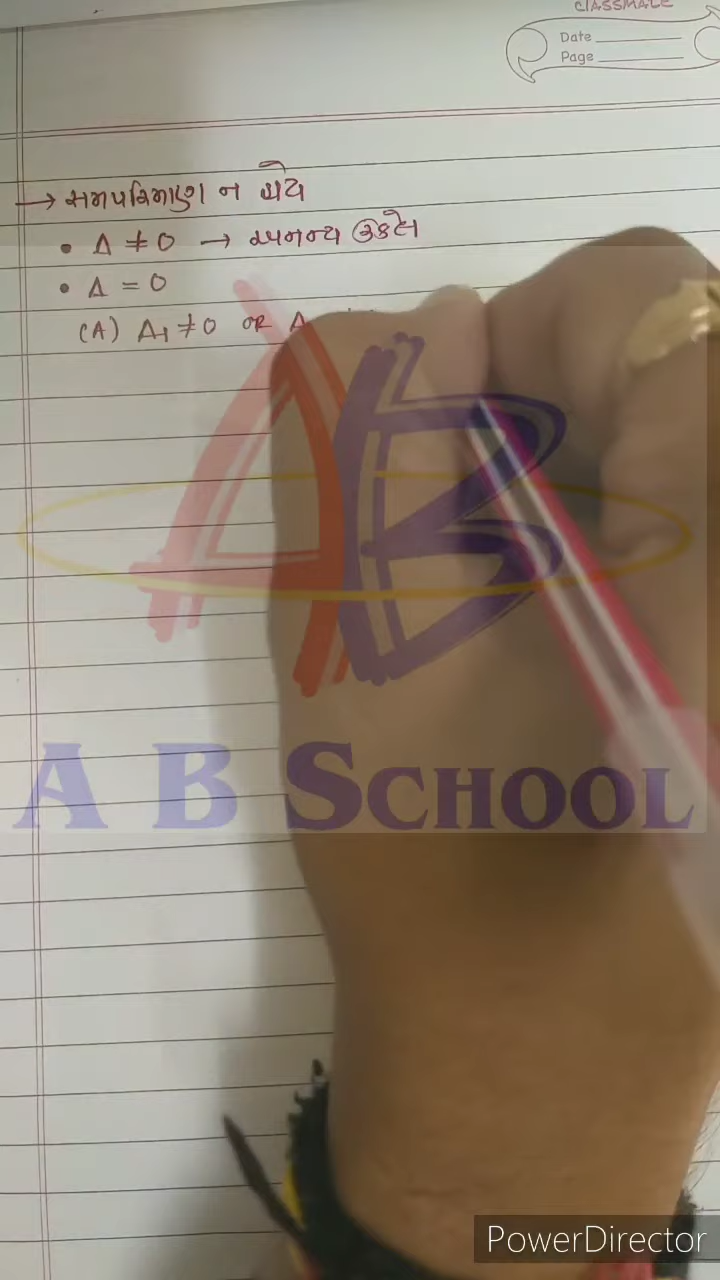 CLASSMATE
Date
Page
→ સમપરિમાણ ન હોય
• Δ ≠ 0 → અનન્ય ઉકેલ
• Δ = 0
(A) Δ₁ ≠ 0 OR Δ
A B SCHOOL
PowerDirector